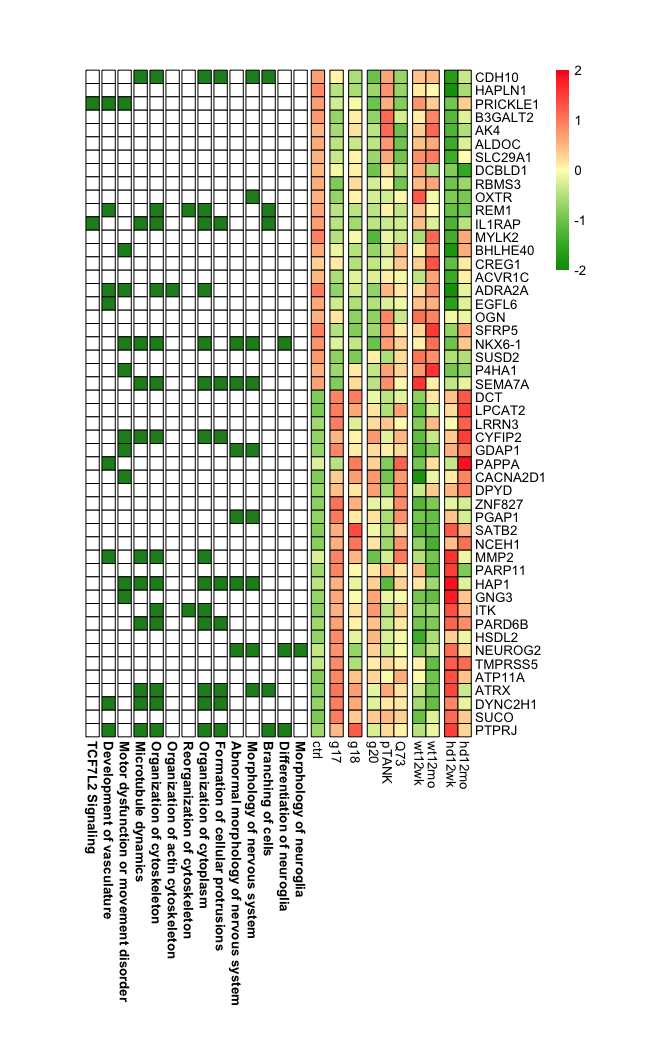 CDH10
HAPLN1
PRICKLE1
B3GALT2
AK4
ALDOC
SLC29A1
DCBLD1
RBMS3
OXTR
REM1
IL1RAP
MYLK2
BHLHE40
CREG1
ACVR1C
ADRA2A
EGFL6
OGN
SFRP5
NKX6-1
SUSD2
P4HA1
SEMA7A
DCT
LPCAT2
LRRN3
CYFIP2
GDAP1
PAPPA
CACNA2D1
DPYD
ZNF827
PGAP1
SATB2
NCEH1
MMP2
PARP11
HAP1
GNG3
ITK
PARD6B
HSDL2
NEUROG2
TMPRSS5
ATP11A
ATRX
DYNC2H1
SUCO
PTPRJ
2
1
0
-1
-2
TCF7L2 Signaling
Development of vasculature
Motor dysfunction or movement disorder
Microtubule dynamics
Organization of cytoskeleton
Organization of actin cytoskeleton
Reorganization of cytoskeleton
Organization of cytoplasm
Formation of cellular protrusions
Abnormal morphology of nervous system
Morphology of nervous system
Branching of cells
Differentiation of neuroglia
Morphology of neuroglia
ctrl
g17
g18
g20
pTANK
Q73
wt12wk
wt12mo
hd12wk
hd12mo